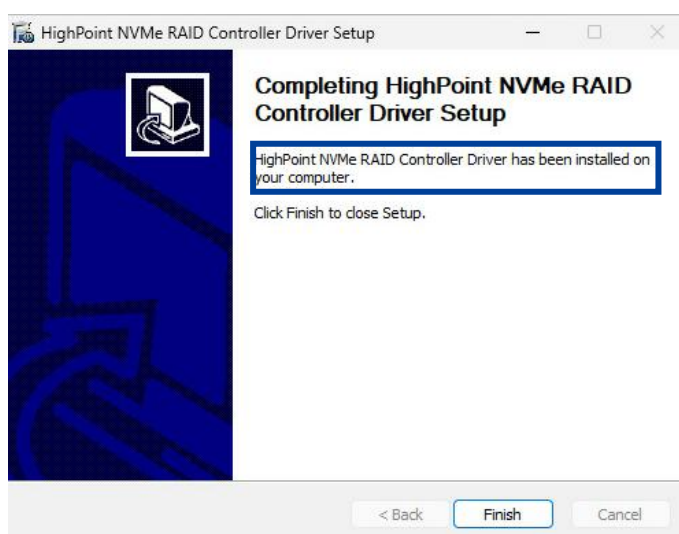 HighPoint NVMe RAID Controller Driver Setup
Completing HighPoint NVMe RAID
Controller Driver Setup
HighPoint NVMe RAID Controller Driver has been installed on
your computer.
Click Finish to close Setup.
< Back
Finish
Cancel